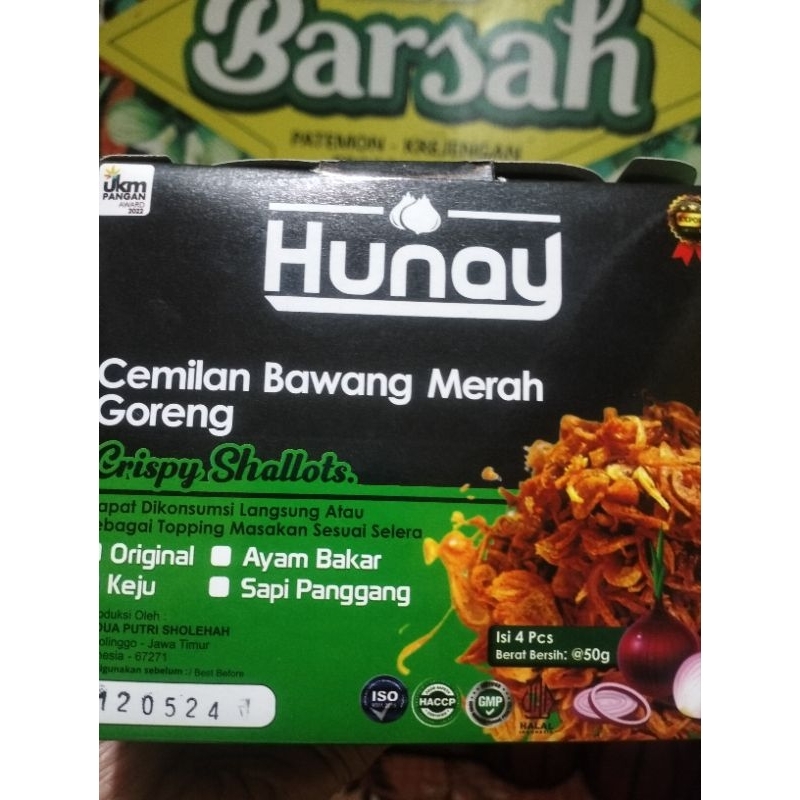 Barsah
PATEMON - KREJENGAN
ukm
PANGAN
AWARD
2022
Hunay
Cemilan Bawang Merah
Goreng
Crispy Shallots.
apat Dikonsumsi Langsung Atau
ebagai Topping Masakan Sesuai Selera
Original Ayam Bakar
Keju Sapi Panggang
oduksi Oleh :
DUA PUTRI SHOLEHAH
olinggo - Jawa Timur
nesia - 67271
igunakan sebelum : / Best Before
120524
Isi 4 Pcs
Berat Bersih: @50g
ISO
HACCP
GMP
HALAL
INDONESIA